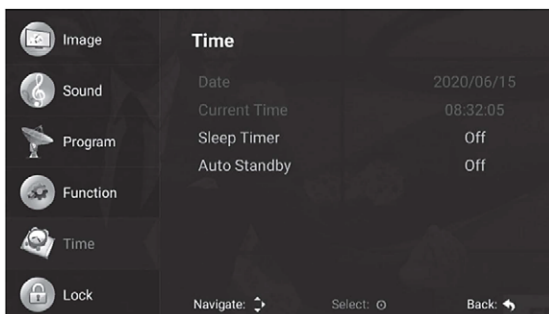 Image
Sound
Program
Function
Time
Lock
Time
Date 2020/06/15
Current Time 08:32:05
Sleep Timer Off
Auto Standby Off
Navigate: Select: Back: